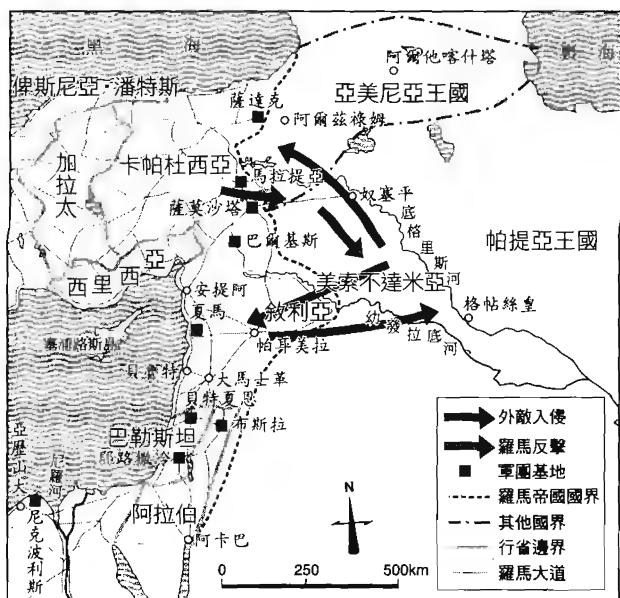 黑海
裏海
阿爾他喀什塔
俾斯尼亞·潘特斯
亞美尼亞王國
薩達克
阿爾茲祿姆
加拉太
卡帕杜西亞
馬拉提亞
奴塞平
薩莫沙塔
底格里斯河
帕提亞王國
巴爾基斯
西里西亞
美索不達米亞
安提阿
敘利亞
格帖絲皇
夏馬
幼發拉底河
塞浦路斯島
帕耳美拉
貝魯特
大馬士革
貝特夏恩
布斯拉
巴勒斯坦
耶路撒冷
亞歷山大
尼羅河
阿拉伯
尼克波利斯
阿卡巴
N
0 250 500km
外敵入侵
羅馬反擊
軍團基地
羅馬帝國國界
其他國界
行省邊界
羅馬大道